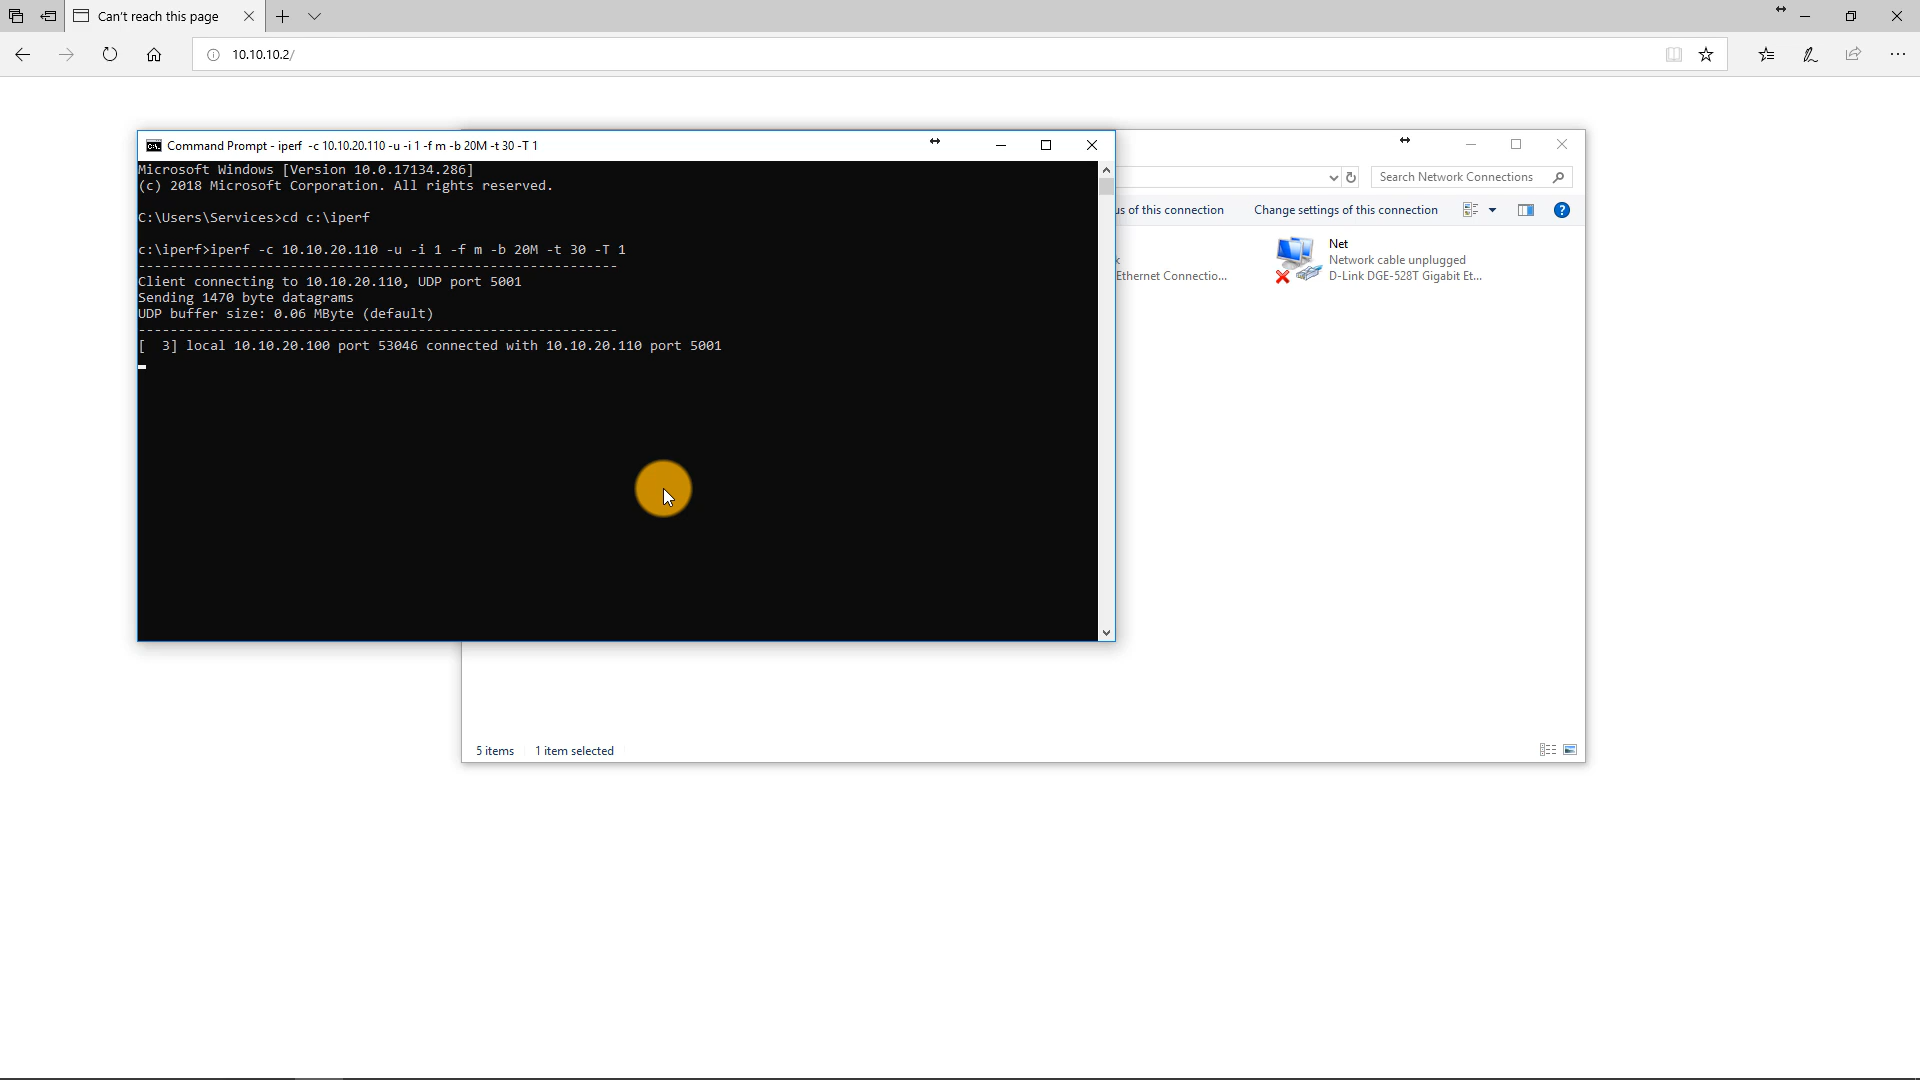 Can't reach this page
10.10.10.2/
Command Prompt - iperf -c 10.10.20.110 -u -i 1 -f m -b 20M -t 30 -T 1
Microsoft Windows [Version 10.0.17134.286]
(c) 2018 Microsoft Corporation. All rights reserved.
C:\Users\Services>cd c:\iperf
c:\iperf>iperf -c 10.10.20.110 -u -i 1 -f m -b 20M -t 30 -T 1
------------------------------------------------------------
Client connecting to 10.10.20.110, UDP port 5001
Sending 1470 byte datagrams
UDP buffer size: 0.06 MByte (default)
------------------------------------------------------------
[  3] local 10.10.20.100 port 53046 connected with 10.10.20.110 port 5001
Search Network Connections
us of this connection
Change settings of this connection
k
Ethernet Connectio...
Net
Network cable unplugged
D-Link DGE-528T Gigabit Et...
5 items
1 item selected